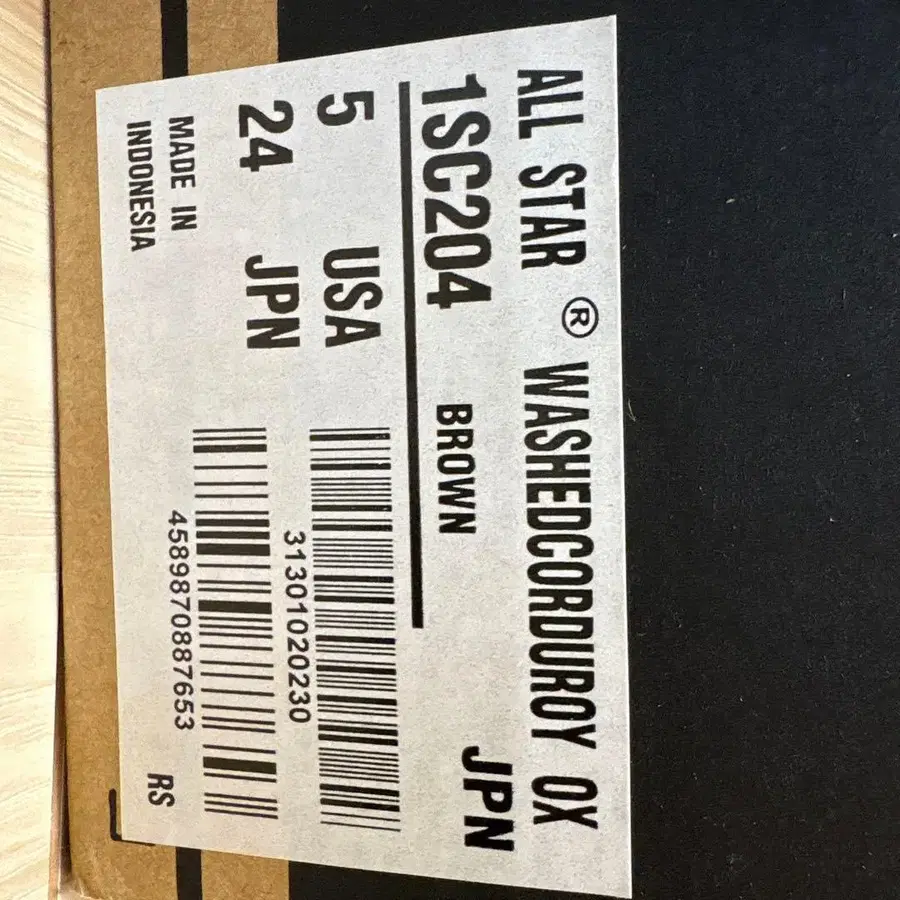 ALL STAR ® WASHEDCORDUROY OX
1SC204 BROWN JPN
5 USA
31301020230
24 JPN
4589870887653
MADE IN
INDONESIA
RS